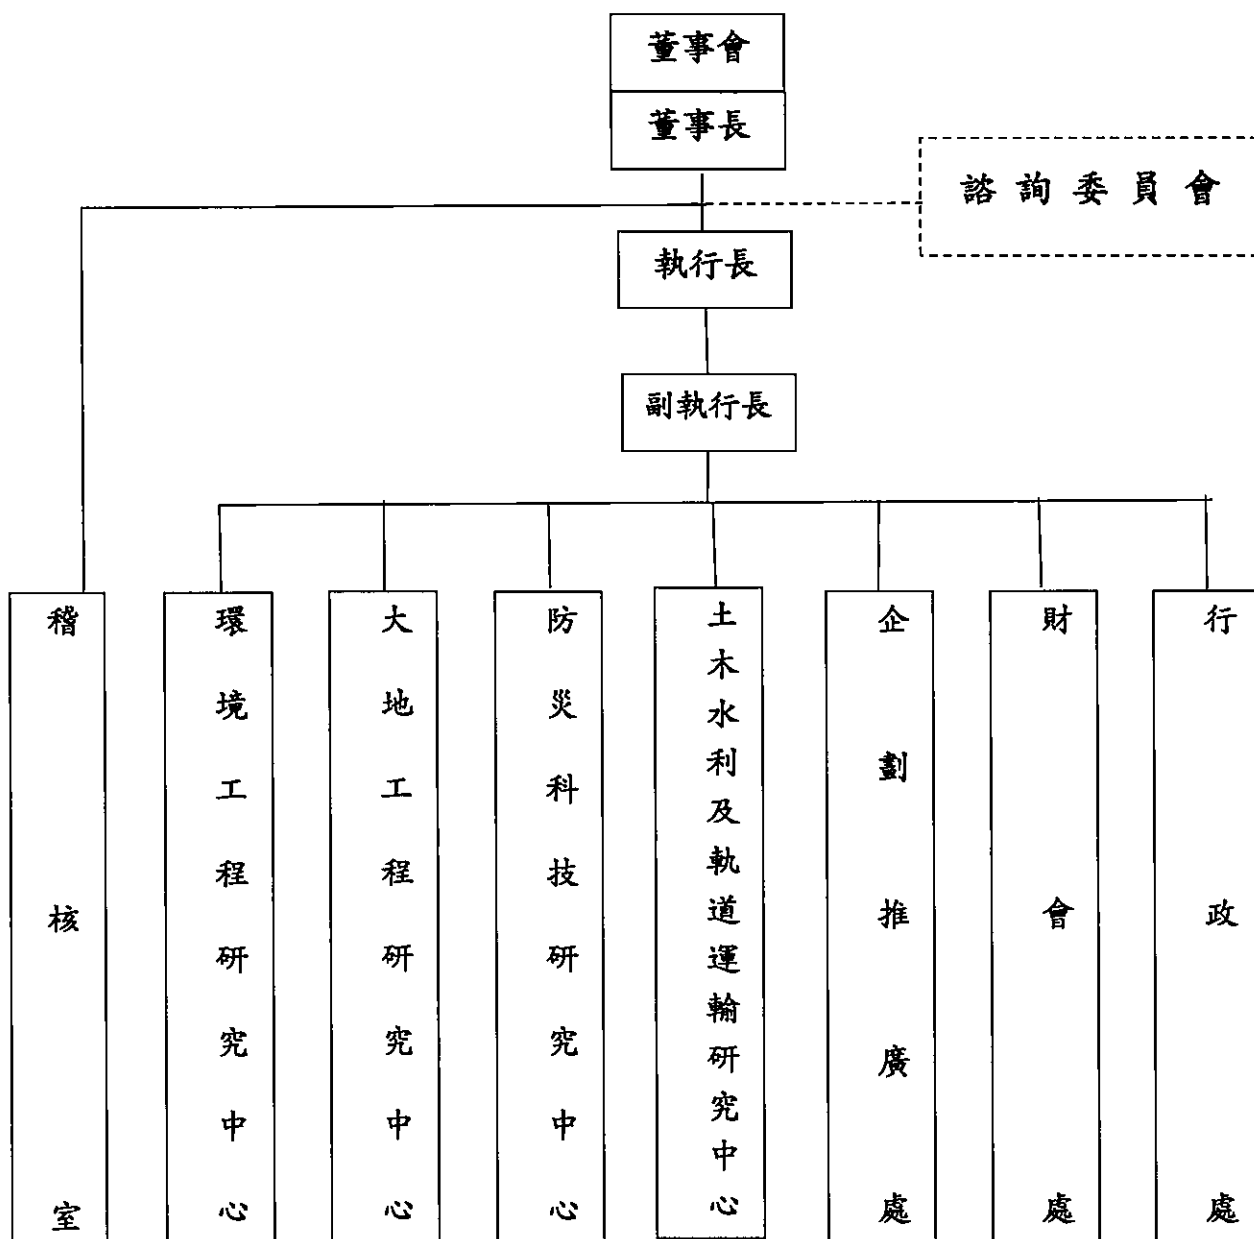 董事會
董事長
諮詢委員會
執行長
副執行長
稽核室
環境工程研究中心
大地工程研究中心
防災科技研究中心
土木水利及軌道運輸研究中心
企劃推廣處
財會處
行政處